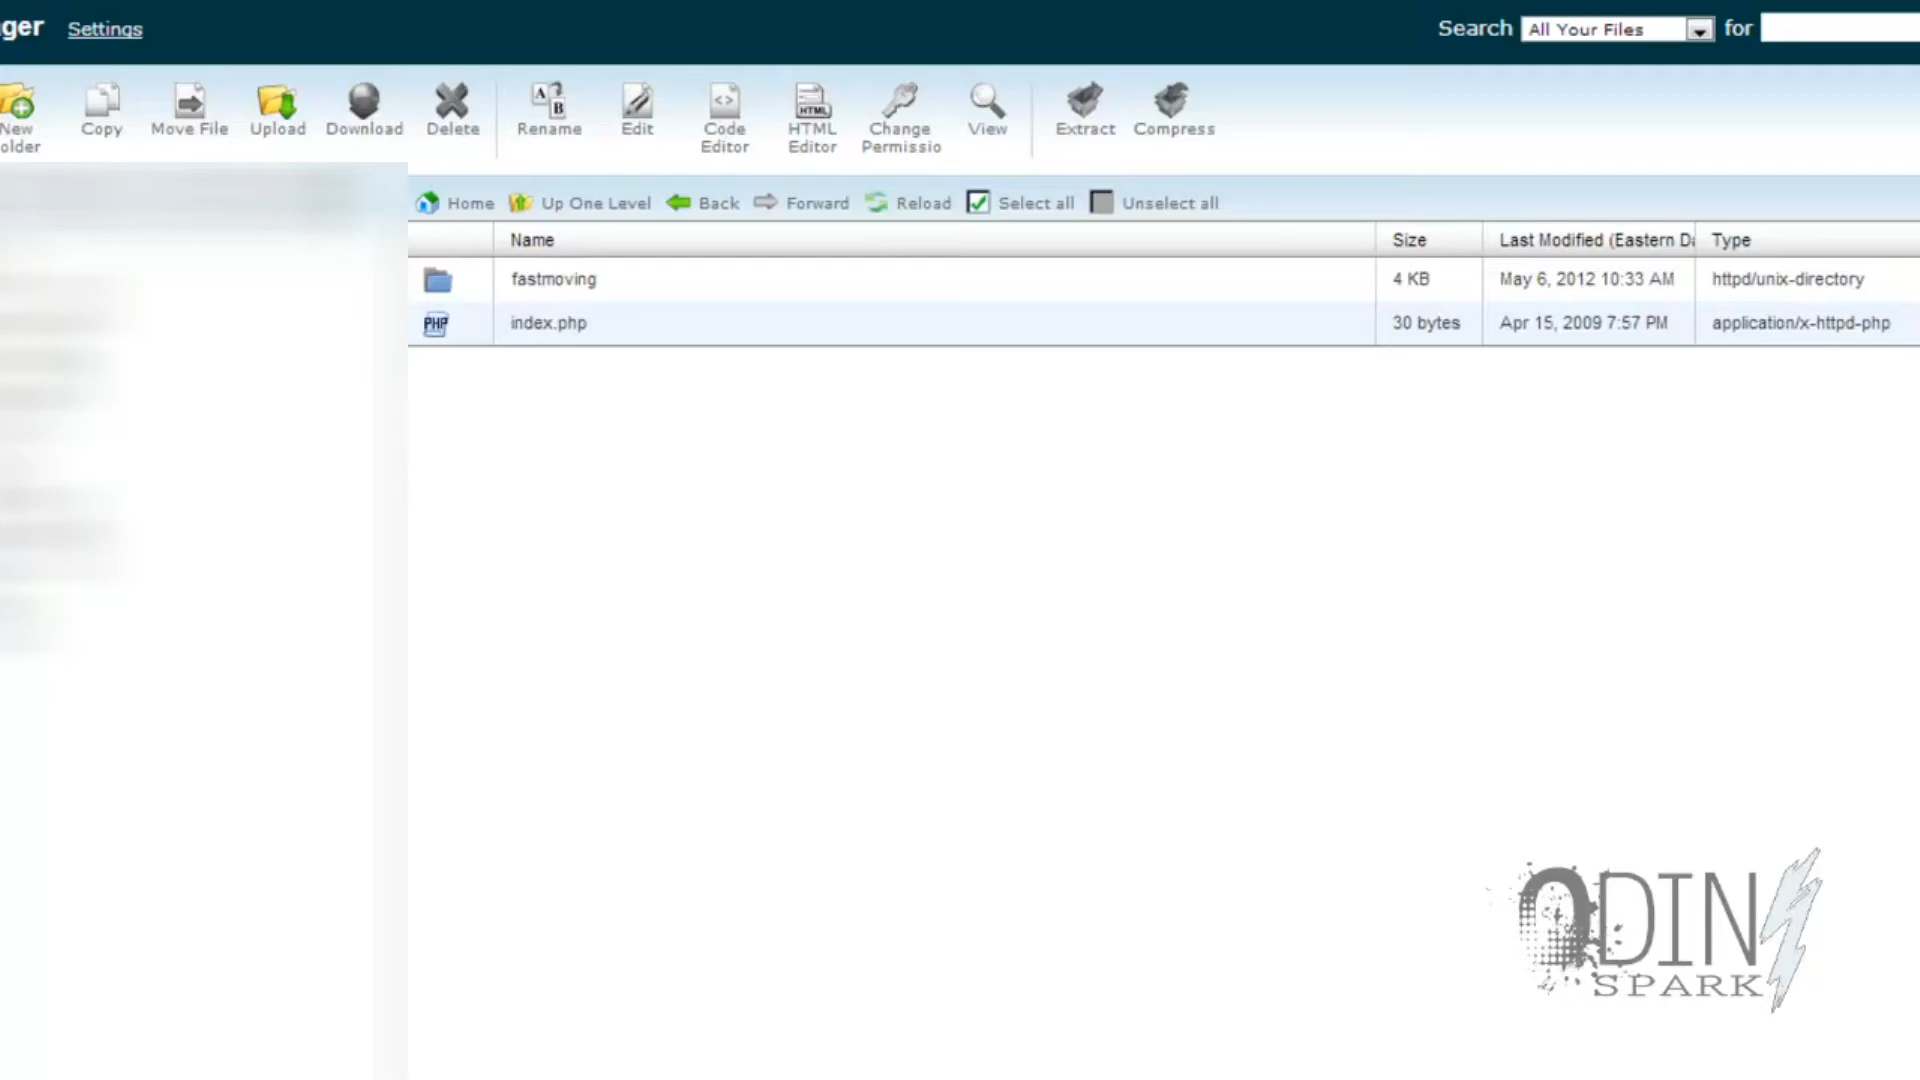 ger Settings Search All Your Files for
New
older
Copy Move File Upload Download Delete Rename Edit
Code
Editor
HTML
HTML
Editor
Change
Permissio
View Extract Compress
Home Up One Level Back Forward Reload Select all Unselect all
Name Size Last Modified (Eastern Da Type
fastmoving 4 KB May 6, 2012 10:33 AM httpd/unix-directory
PHP index.php 30 bytes Apr 15, 2009 7:57 PM application/x-httpd-php
ODIN
SPARK